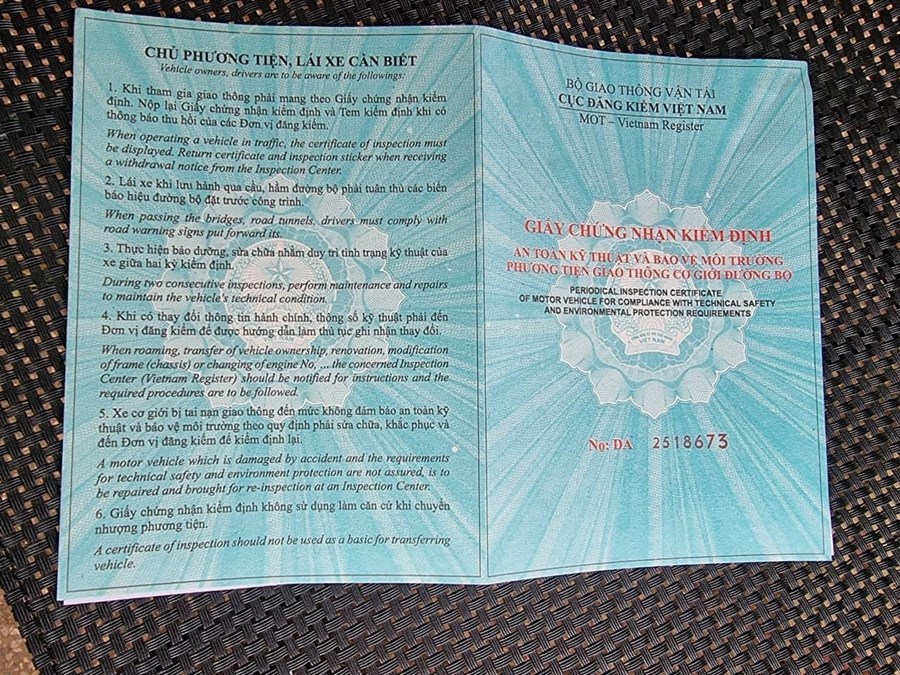 CHỦ PHƯƠNG TIỆN, LÁI XE CẦN BIẾT
Vehicle owners, drivers are to be aware of the followings:
1. Khi tham gia giao thông phải mang theo Giấy chứng nhận kiểm
định. Nộp lại Giấy chứng nhận kiểm định và Tem kiểm định khi có
thông báo thu hồi của các Đơn vị đăng kiểm.
When operating a vehicle in traffic, the certificate of inspection must
be displayed. Return certificate and inspection sticker when receiving
a withdrawal notice from the Inspection Center.
2. Lái xe khi lưu hành qua cầu, hầm đường bộ phải tuân thủ các biển
báo hiệu đường bộ đặt trước công trình.
When passing the bridges, road tunnels, drivers must comply with
road warning signs put forward its.
3. Thực hiện bảo dưỡng, sửa chữa nhằm duy trì tình trạng kỹ thuật của
xe giữa hai kỳ kiểm định.
During two consecutive inspections, perform maintenance and repairs
to maintain the vehicle's technical condition.
4. Khi có thay đổi thông tin hành chính, thông số kỹ thuật phải đến
Đơn vị đăng kiểm để được hướng dẫn làm thủ tục ghi nhận thay đổi.
When roaming, transfer of vehicle ownership, renovation, modification
of frame (chassis) or changing of engine No, ... the concerned Inspection
Center (Vietnam Register) should be notified for instructions and the
required procedures are to be followed.
5. Xe cơ giới bị tai nạn giao thông đến mức không đảm bảo an toàn kỹ
thuật và bảo vệ môi trường theo quy định phải sửa chữa, khắc phục và
đến Đơn vị đăng kiểm để kiểm định lại.
A motor vehicle which is damaged by accident and the requirements
for technical safety and environment protection are not assured, is to
be repaired and brought for re-inspection at an Inspection Center.
6. Giấy chứng nhận kiểm định không sử dụng làm căn cứ khi chuyển
nhượng phương tiện.
A certificate of inspection should not be used as a basic for transferring
vehicle.
BỘ GIAO THÔNG VẬN TẢI
CỤC ĐĂNG KIỂM VIỆT NAM
MOT – Vietnam Register
GIẤY CHỨNG NHẬN KIỂM ĐỊNH
AN TOÀN KỸ THUẬT VÀ BẢO VỆ MÔI TRƯỜNG
PHƯƠNG TIỆN GIAO THÔNG CƠ GIỚI ĐƯỜNG BỘ
PERIODICAL INSPECTION CERTIFICATE
OF MOTOR VEHICLE FOR COMPLIANCE WITH TECHNICAL SAFETY
AND ENVIRONMENTAL PROTECTION REQUIREMENTS
VIỆT NAM
No: DA 2518673